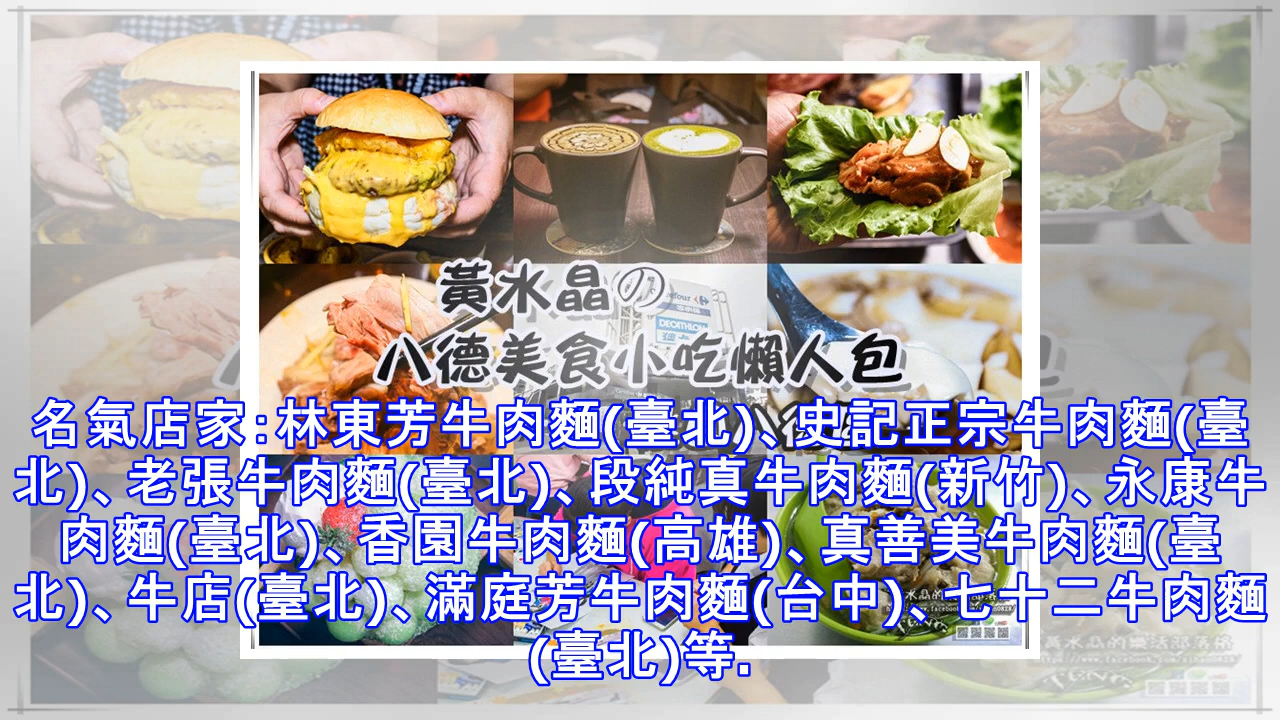 黃水晶の
Carrefour
DECATHLON
八德美食小吃懶人包
名氣店家:林東芳牛肉麵(臺北)、史記正宗牛肉麵(臺
北)、老張牛肉麵(臺北)、段純真牛肉麵(新竹)、永康牛
肉麵(臺北)、香園牛肉麵(高雄)、真善美牛肉麵(臺
北)、牛店(臺北)、滿庭芳牛肉麵(台中)、七十二牛肉麵
(臺北)等.